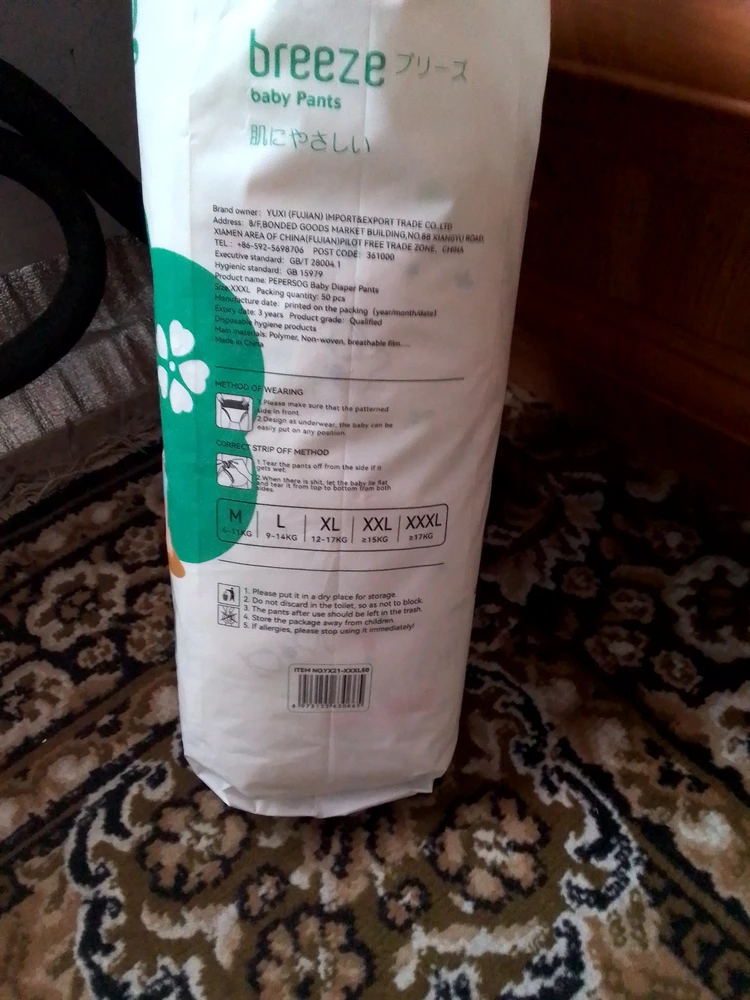 breeze ブリーズ
baby Pants
肌にやさしい
Brand owner: YUXI (FUJIAN) IMPORT&EXPORT TRADE CO.,LTD
Address: 8/F,BONDED GOODS MARKET BUILDING,NO.88 XIANGYU ROAD
XIAMEN AREA OF CHINA(FUJIAN)PILOT FREE TRADE ZONE, CHINA
TEL: +86-592-5698706 POST CODE: 361000
Executive standard: GB/T 28004.1
Hygienic standard: GB 15979
Product name: PEPERSOG Baby Diaper Pants
Size:XXXL Packing quantity: 50 pcs
Manufacture date: printed on the packing (year/month/date)
Expiry date: 3 years Product grade: Qualified
Disposable hygiene products
Main materials: Polymer, Non-woven, breathable film....
Made in China
METHOD OF WEARING
1.Please make sure that the patterned
side in front.
2.Design as underwear, the baby can be
easily put on any position.
CORRECT STRIP OFF METHOD
1.Tear the pants off from the side if it
gets wet.
2.When there is shit, let the baby lie flat
and tear it from top to bottom from both
sides.
M L XL XXL XXXL
6-11KG 9-14KG 12-17KG ≥15KG ≥17KG
1. Please put it in a dry place for storage.
2. Do not discard in the toilet, so as not to block.
3. The pants after use should be left in the trash.
4. Store the package away from children.
5. If allergies, please stop using it immediately!
ITEM NO:YX21-XXXL50